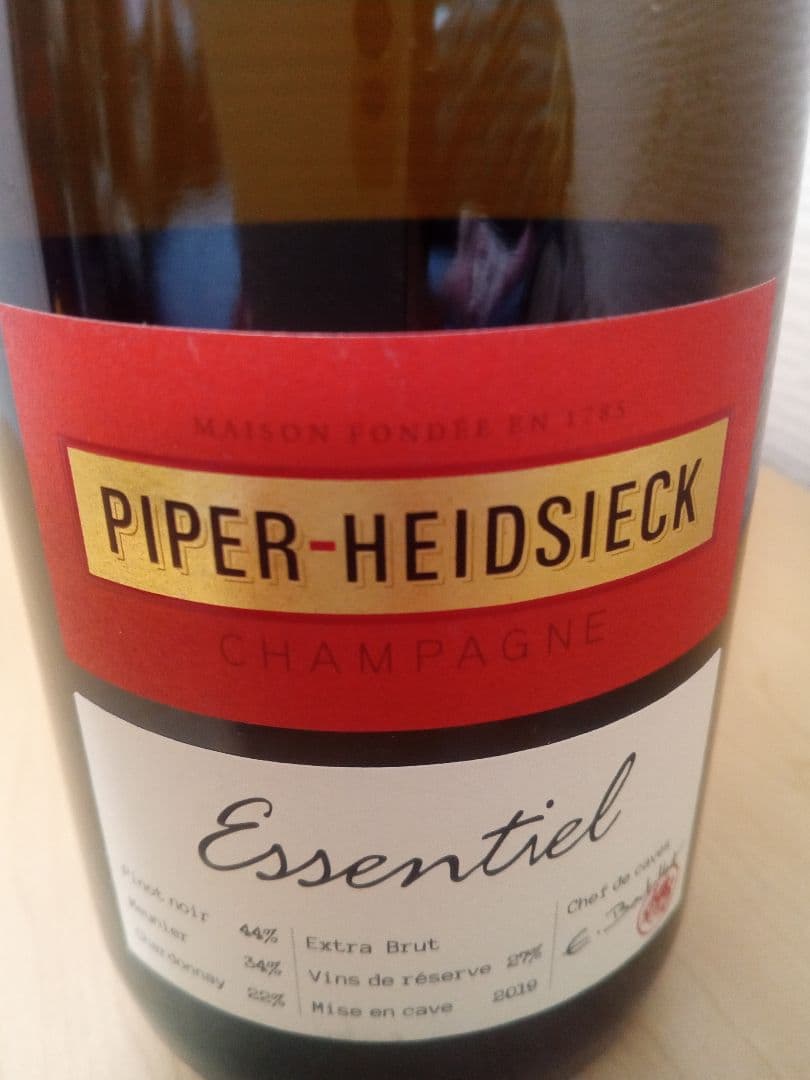 MAISON FONDÉE EN 1785
PIPER-HEIDSIECK
CHAMPAGNE
Essentiel
Pinot noir 44%
Meunier 34%
Chardonnay 22%
Extra Brut
Vins de réserve 27%
Mise en cave 2019
Chef de caves
E.